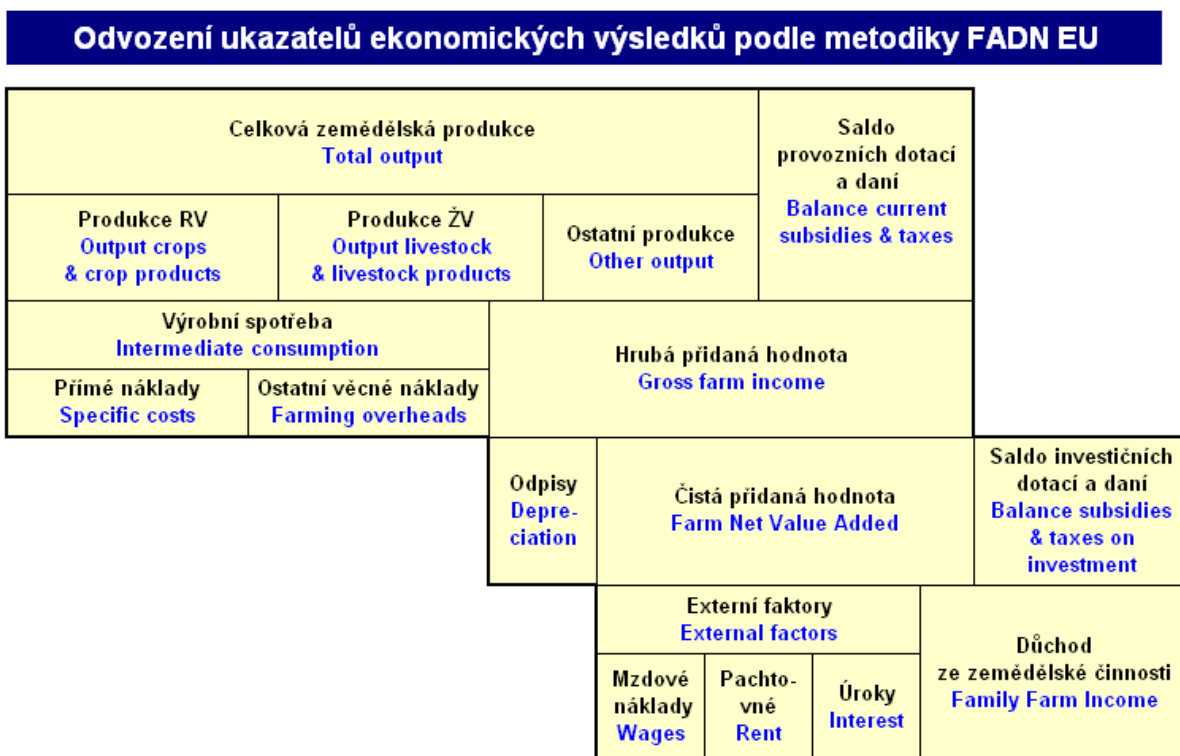 Odvození ukazatelů ekonomických výsledků podle metodiky FADN EU
Celková zemědělská produkce
Total output
Saldo
provozních dotací
a daní
Balance current
subsidies & taxes
Produkce RV
Output crops
& crop products
Produkce ŽV
Output livestock
& livestock products
Ostatní produkce
Other output
Výrobní spotřeba
Intermediate consumption
Hrubá přidaná hodnota
Gross farm income
Přímé náklady
Specific costs
Ostatní věcné náklady
Farming overheads
Odpisy
Depre-
ciation
Čistá přidaná hodnota
Farm Net Value Added
Saldo investičních
dotací a daní
Balance subsidies
& taxes on
investment
Externí faktory
External factors
Důchod
ze zemědělské činnosti
Family Farm Income
Mzdové
náklady
Wages
Pachto-
vné
Rent
Úroky
Interest